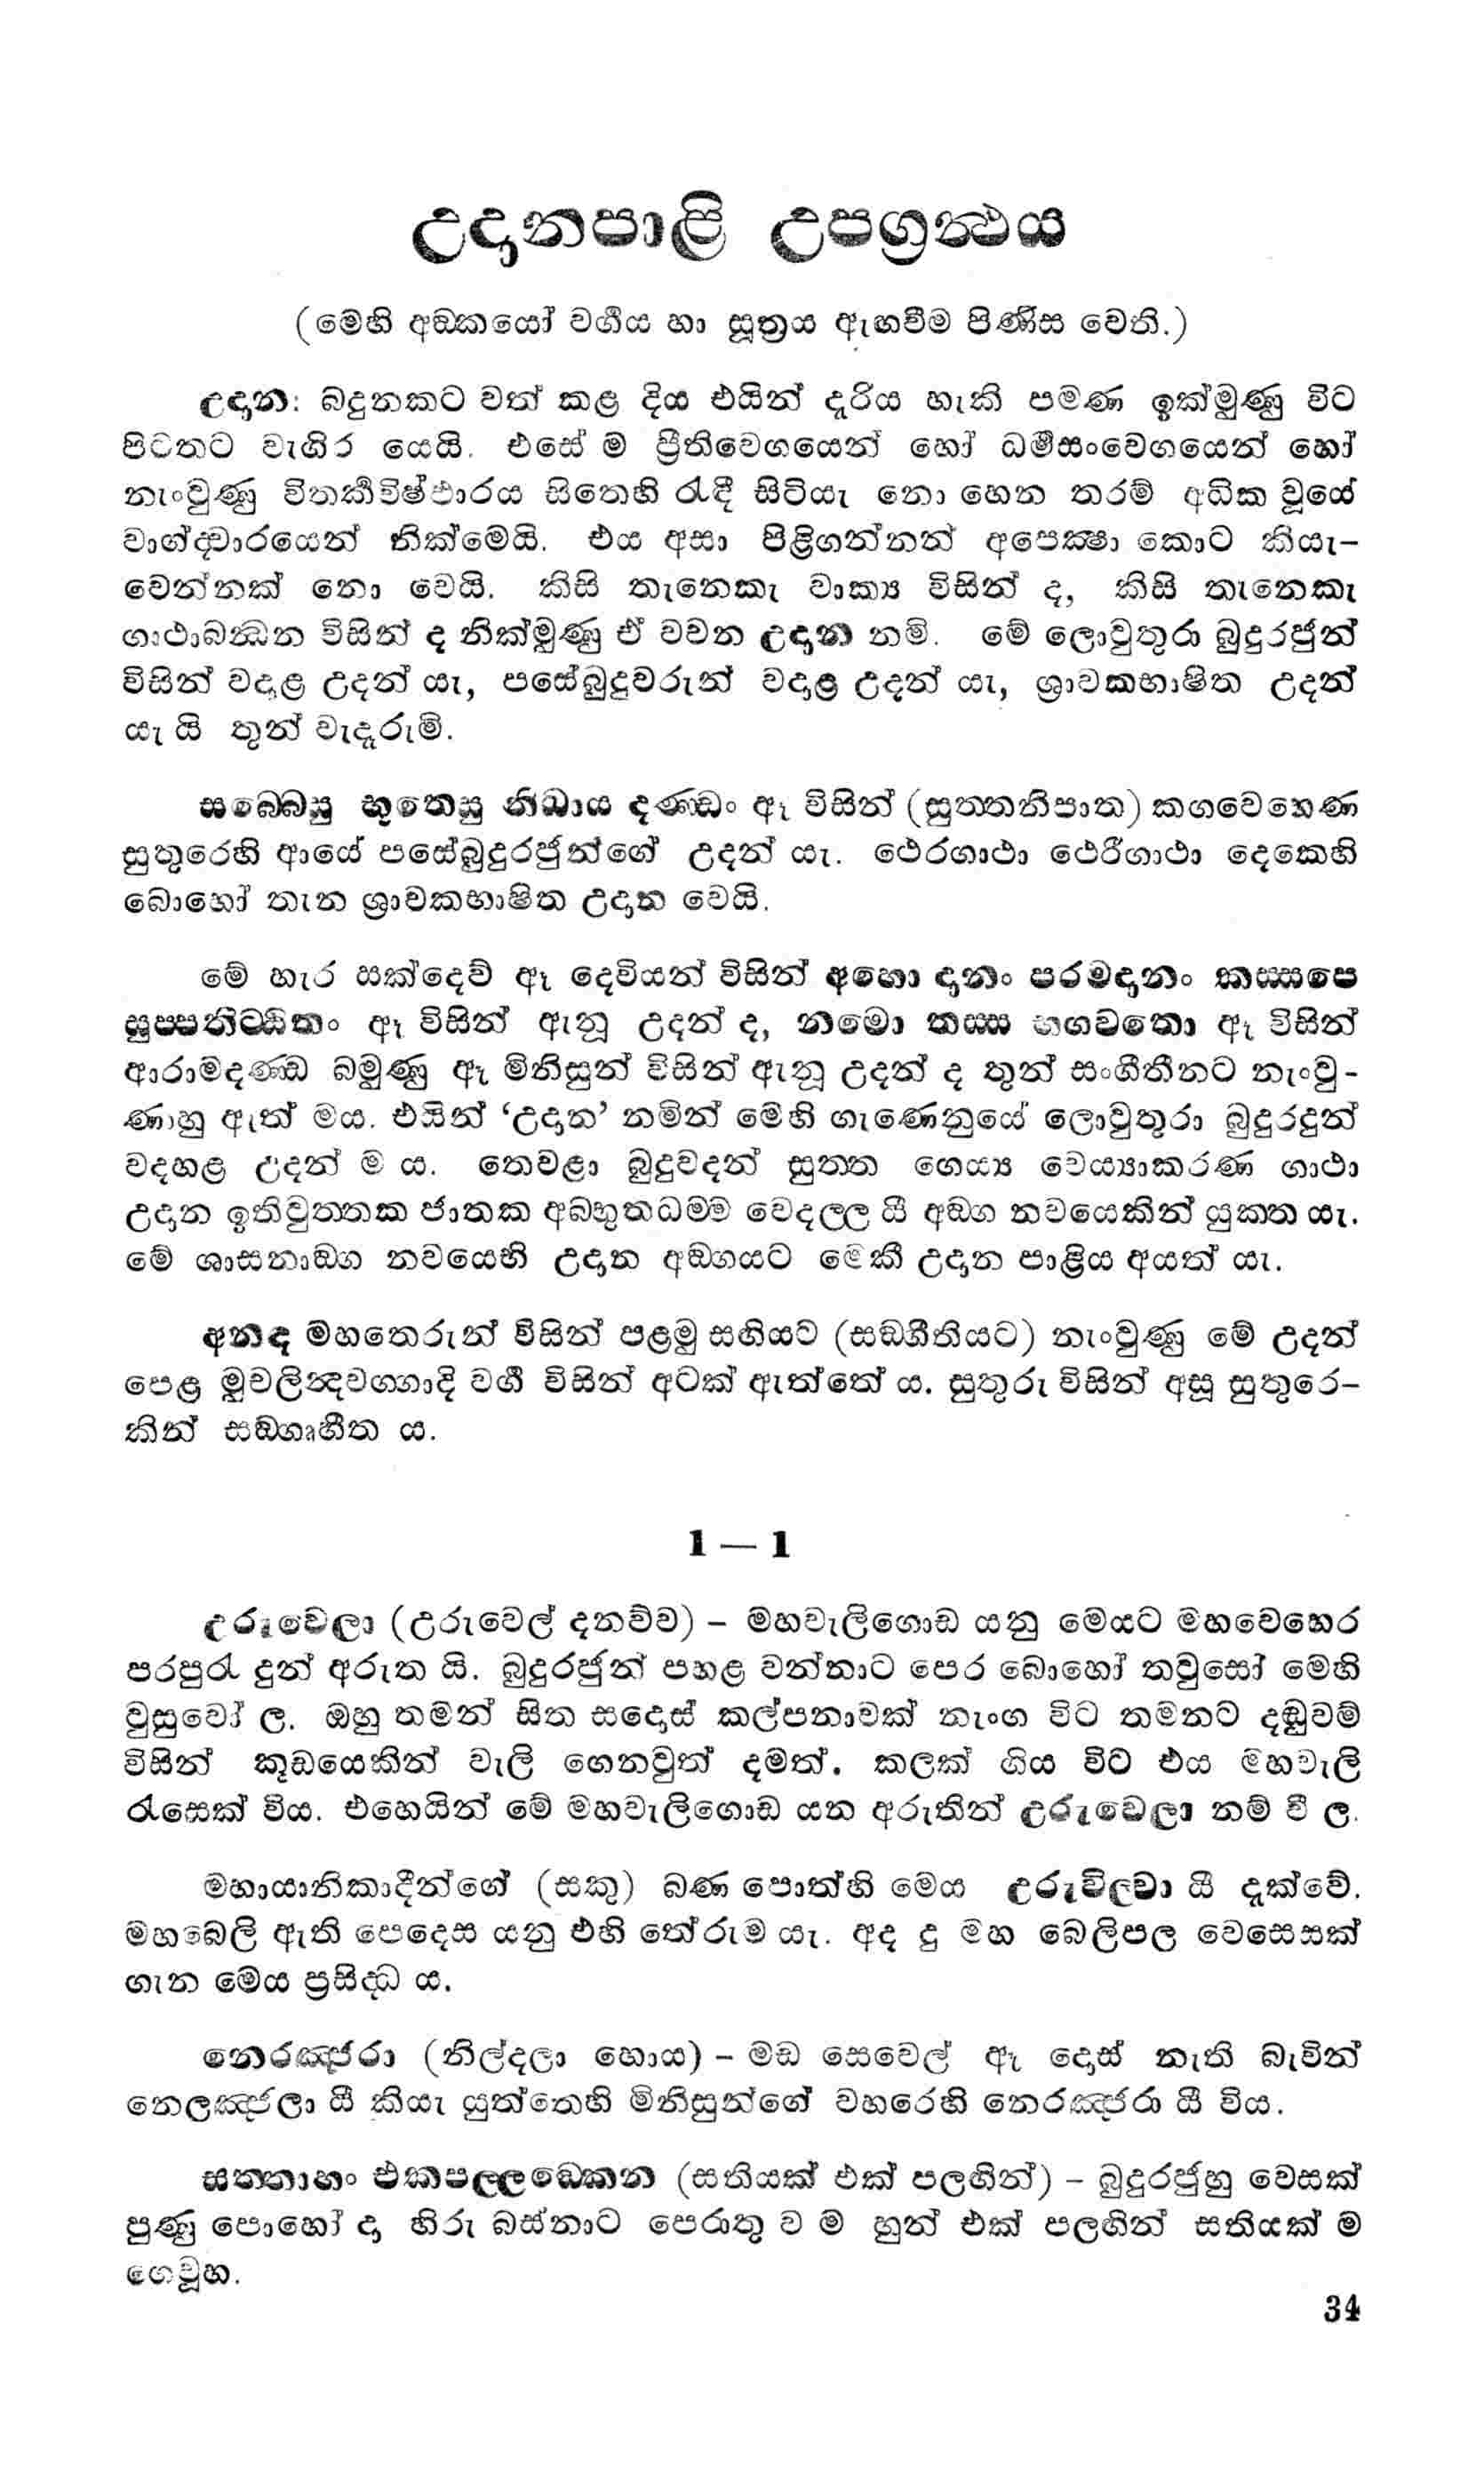 උදානපාළි උපග්‍රන්‍ථය
(මෙහි අඞ්කයෝ වර්‍ගය හා සූත්‍රය ඇඟවීම පිණිස වෙති.)
උදාන: බදුනකට වත් කළ දිය එයින් දැරිය හැකි පමණ ඉක්මුණු විට
පිටතට වැගිර යෙයි. එසේ ම ප්‍රීතිවෙගයෙන් හෝ ධර්‍මසංවෙගයෙන් හෝ
නැංවුණු විතර්‍කවිෂ්ඵාරය සිතෙහි රැඳී සිටියැ නො හෙන තරම් අධික වූයේ
වාග්ද්වාරයෙන් නික්මෙයි. එය අසා පිළිගන්නන් අපෙක්‍ෂා කොට කියැ-
වෙන්නක් නො වෙයි. කිසි තැනෙකැ වාක්‍ය විසින් ද, කිසි තැනෙකැ
ගාථාබන්‍ධන විසින් ද නික්මුණු ඒ වචන උදාන නමි. මේ ලොවුතුරා බුදුරජුන්
විසින් වදාළ උදන් යැ, පසේබුදුවරුන් වදාළ උදන් යැ, ශ්‍රාවකභාෂිත උදන්
යැ යි තුන් වැදෑරුම්.
සබ්බෙසු භූතෙසු නිධාය දණ්ඩං ඈ විසින් (සුත්තනිපාත) කගවෙහෙණ
සුතුරෙහි ආයේ පසේබුදුරජුන්ගේ උදන් යැ. ථෙරගාථා ථෙරීගාථා දෙකෙහි
බොහෝ තැන ශ්‍රාවකභාෂිත උදාන වෙයි.
මේ හැර සක්දෙව් ඈ දෙවියන් විසින් අහො දානං පරමදානං කස්සපෙ
සුප්පතිට්ඨිතං ඈ විසින් ඇනූ උදන් ද, නමො තස්ස භගවතො ඈ විසින්
ආරාමදණ්ඩ බමුණු ඈ මිනිසුන් විසින් ඇනූ උදන් ද තුන් සංගීතීනට නැංවු-
ණාහු ඇත් මය. එයින් ‘උදාන’ නමින් මෙහි ගැණෙනුයේ ලොවුතුරා බුදුරදුන්
වදහළ උදන් ම ය. තෙවළා බුදුවදන් සුත්ත ගෙය්‍ය වෙය්‍යාකරණ ගාථා
උදාන ඉතිවුත්තක ජාතක අබ්භුතධම්ම වෙදල්ල යී අඞ්ග නවයෙකින් යුක්ත යැ.
මේ ශාසනාඞ්ග නවයෙහි උදාන අඞ්ගයට මෙකී උදාන පාළිය අයත් යැ.
අනඳ මහතෙරුන් විසින් පළමු සඟියව (සඞ්ගීතියට) නැංවුණු මේ උදන්
පෙළ මුචලින්දවග්ගාදි වර්‍ග විසින් අටක් ඇත්තේ ය. සුතුරු විසින් අසූ සුතුරෙ-
කින් සඞ්ගෘහීත ය.
1 — 1
උරුවෙලා (උරුවෙල් දනව්ව) – මහවැලිගොඩ යනු මෙයට මහවෙහෙර
පරපුරැ දුන් අරුත යි. බුදුරජුන් පහළ වන්නාට පෙර බොහෝ තවුසෝ මෙහි
වුසුවෝ ල. ඔහු තමන් සිත සදොස් කල්පනාවක් නැංග විට තමනට දඬුවම්
විසින් කූඩයෙකින් වැලි ගෙනවුත් දමත්. කලක් ගිය විට එය මහවැලි
රැසෙක් විය. එහෙයින් මේ මහවැලිගොඩ යන අරුතින් උරුවෙලා නම් වී ල.
මහායානිකාදීන්ගේ (සකු) බණ පොත්හි මෙය උරුවිල්වා යී දැක්වේ.
මහබෙලි ඇති පෙදෙස යනු එහි තේරුම යැ. අද දු මහ බෙලිපල වෙසෙසක්
ගැන මෙය ප්‍රසිද්ධ ය.
නෙරඤ්ජරා (නිල්දලා හොය) – මඩ සෙවෙල් ඈ දොස් නැති බැවින්
නෙලඤ්ජලා යී කියැ යුත්තෙහි මිනිසුන්ගේ වහරෙහි නෙරඤ්ජරා යී විය.
සත්තාහං එකපල්ලඞ්කෙන (සතියක් එක් පලඟින්) – බුදුරජුහු වෙසක්
පුණු පොහෝ දා හිරු බස්නාට පෙරාතු ව ම හුන් එක් පලඟින් සතියක් ම
ගෙවූහ.
34